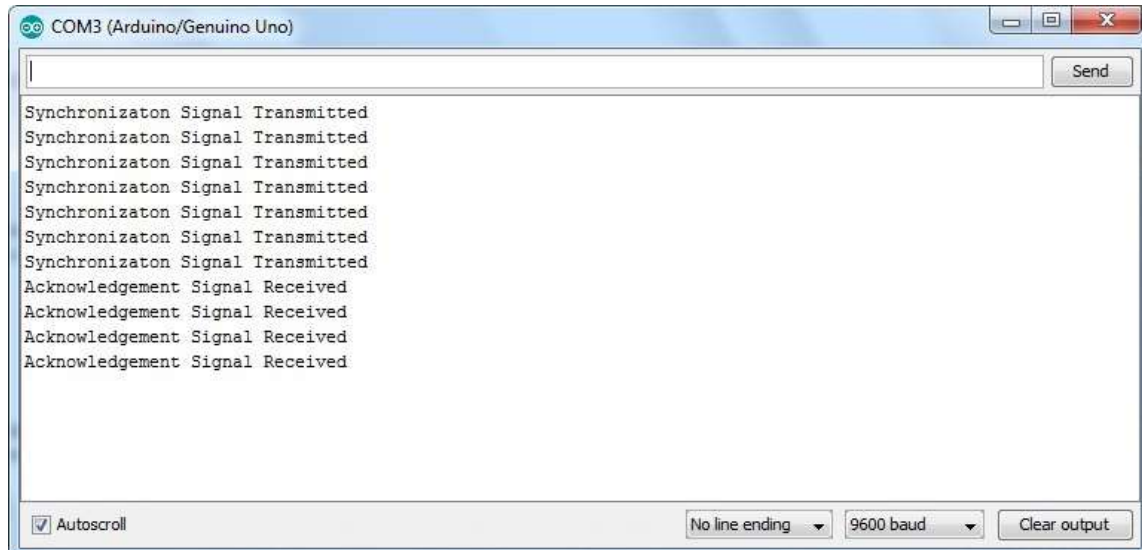 COM3 (Arduino/Genuino Uno)
Send
Synchronizaton Signal Transmitted
Synchronizaton Signal Transmitted
Synchronizaton Signal Transmitted
Synchronizaton Signal Transmitted
Synchronizaton Signal Transmitted
Synchronizaton Signal Transmitted
Synchronizaton Signal Transmitted
Acknowledgement Signal Received
Acknowledgement Signal Received
Acknowledgement Signal Received
Acknowledgement Signal Received
Autoscroll No line ending 9600 baud Clear output